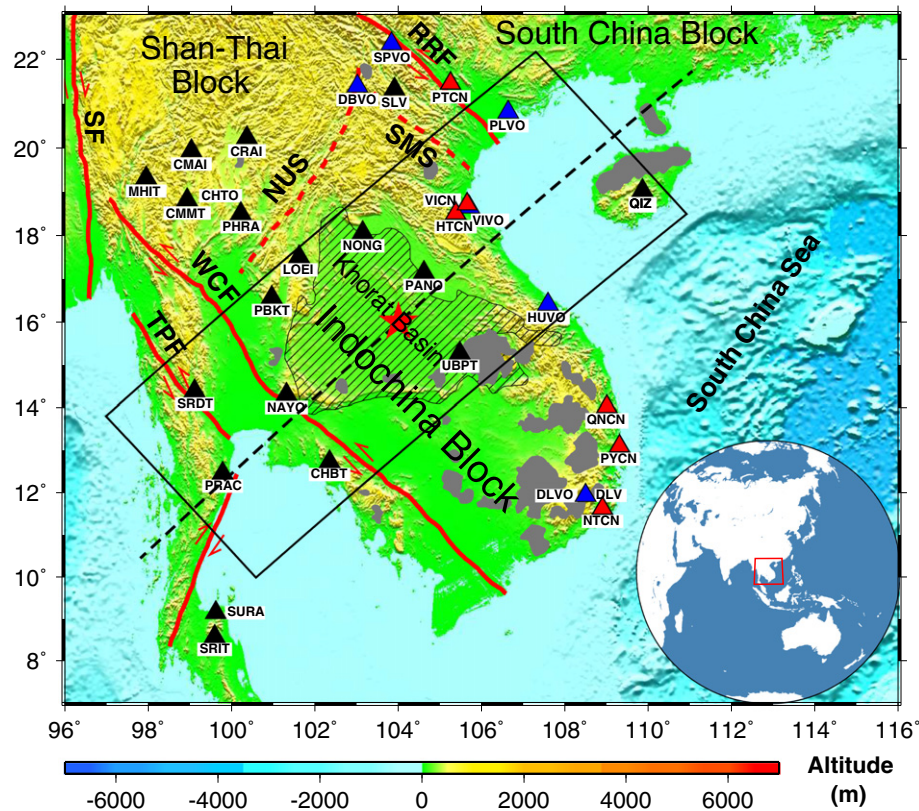 22°
20°
18°
16°
14°
12°
10°
8°
Shan-Thai
Block
South China Block
RRF
SPVO
DBVO
SLV
PTCN
PLVO
SF
SMS
CRAI
CMAI
MHIT
CMMT
CHTO
PHRA
NUS
QIZ
VICN
VIVO
HTCN
NONG
LOEI
PANO
WCF
PBKT
Khorat Basin
HUVO
TPF
Indochina Block
UBPT
South China Sea
SRDT
NAYO
QNCN
PYCN
CHBT
PRAC
DLVO
DLV
NTCN
SURA
SRIT
96° 98° 100° 102° 104° 106° 108° 110° 112° 114° 116°
-6000 -4000 -2000 0 2000 4000 6000
Altitude
(m)